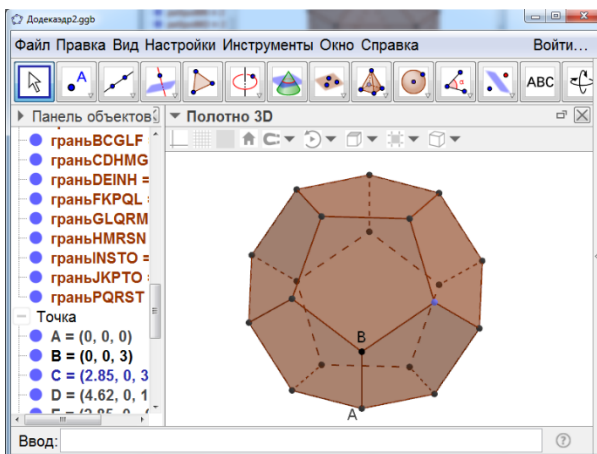 Додекаэдр2.ggb
Файл Правка Вид Настройки Инструменты Окно Справка Войти...
A ABC
Панель объектов
Полотно 3D
граньBCGLF
граньCDHMG
граньDEINH =
граньFKPQL
граньGLQRM
граньHMRSN
граньINSTO
граньJKPTO
граньPQRST
Точка
A = (0, 0, 0)
B = (0, 0, 3)
C = (2.85, 0, 3
D = (4.62, 0, 1
B
A
Ввод: